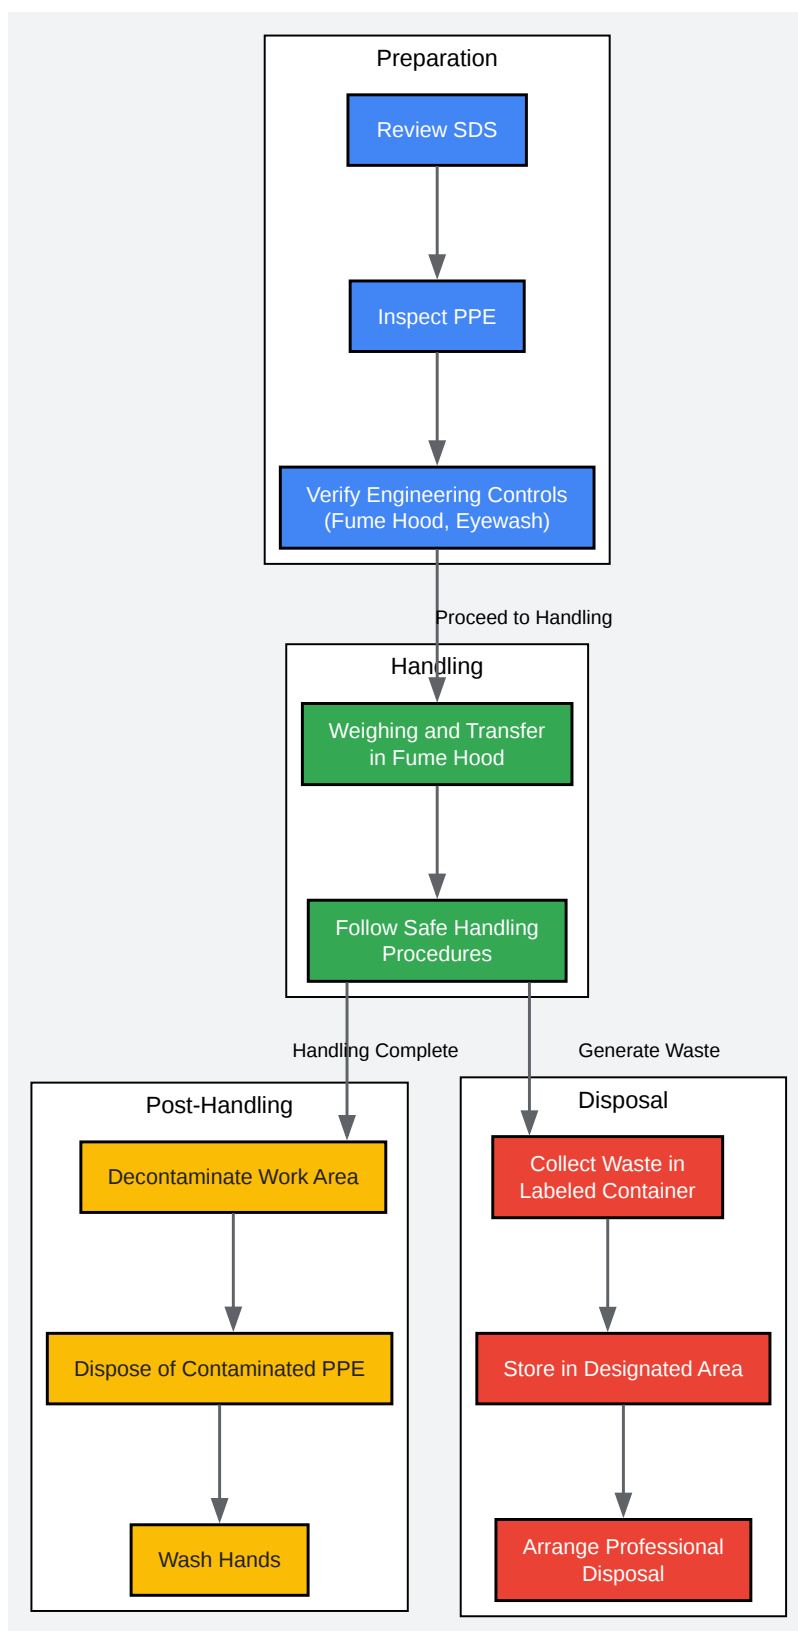 Preparation
Review SDS
Inspect PPE
Verify Engineering Controls
(Fume Hood, Eyewash)
Proceed to Handling
Handling
Weighing and Transfer
in Fume Hood
Follow Safe Handling
Procedures
Handling Complete
Generate Waste
Post-Handling
Decontaminate Work Area
Dispose of Contaminated PPE
Wash Hands
Disposal
Collect Waste in
Labeled Container
Store in Designated Area
Arrange Professional
Disposal